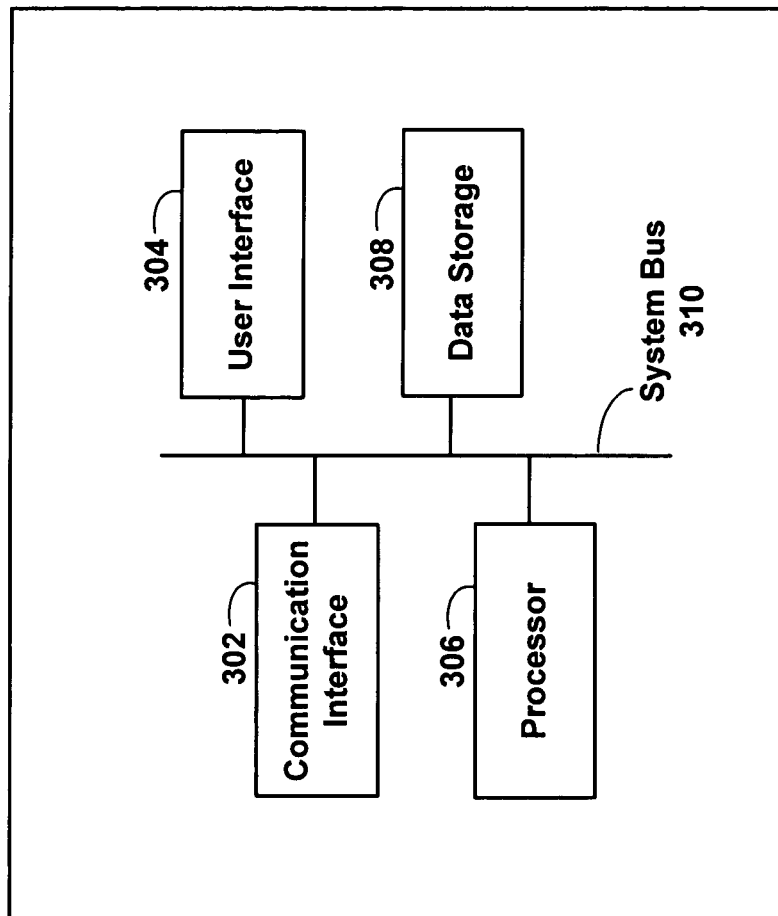 304
User Interface
308
Data Storage
System Bus
310
302
Communication
Interface
306
Processor